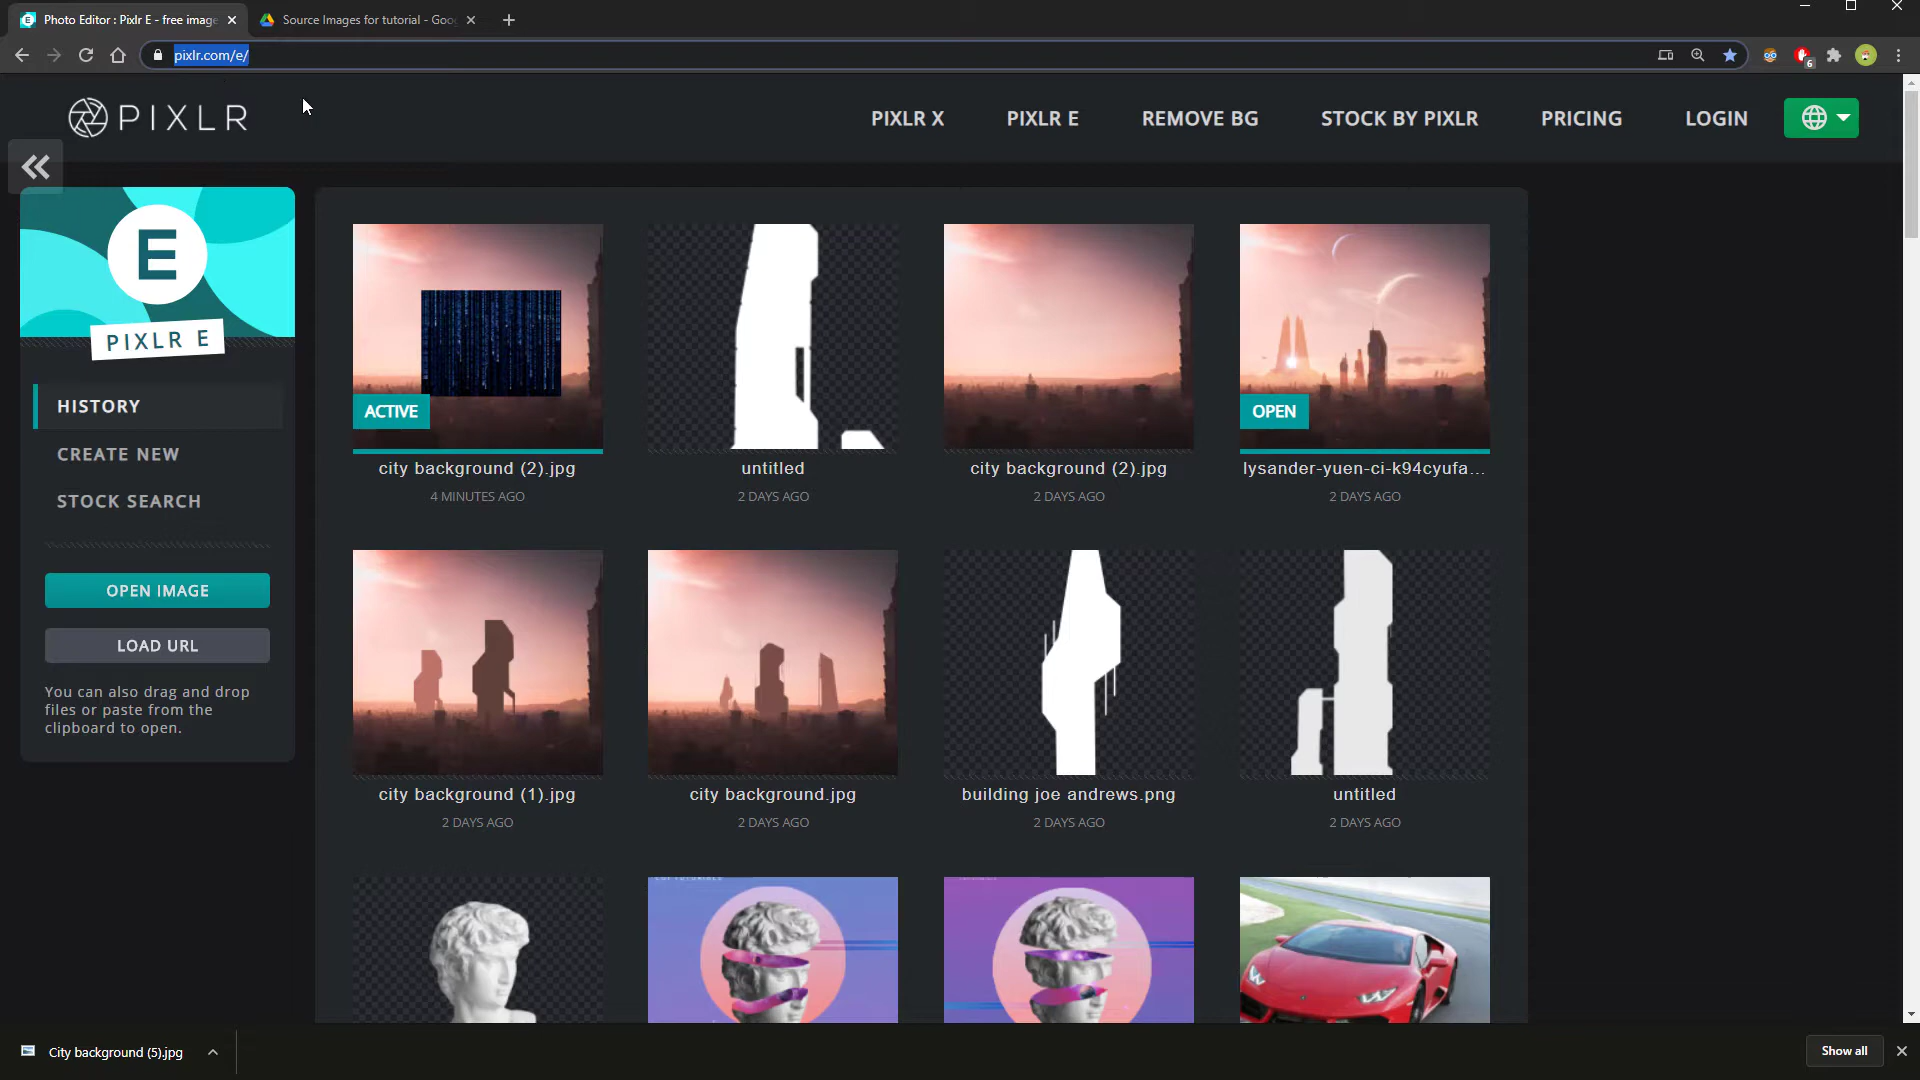 Photo Editor : Pixlr E - free image
Source Images for tutorial - Goo
pixlr.com/e/
6
PIXLR
PIXLR X
PIXLR E
REMOVE BG
STOCK BY PIXLR
PRICING
LOGIN
E
PIXLR E
HISTORY
CREATE NEW
STOCK SEARCH
OPEN IMAGE
LOAD URL
You can also drag and drop
files or paste from the
clipboard to open.
ACTIVE
OPEN
city background (2).jpg
untitled
city background (2).jpg
lysander-yuen-ci-k94cyufa...
4 MINUTES AGO
2 DAYS AGO
2 DAYS AGO
2 DAYS AGO
city background (1).jpg
city background.jpg
building joe andrews.png
untitled
2 DAYS AGO
2 DAYS AGO
2 DAYS AGO
2 DAYS AGO
City background (5).jpg
Show all